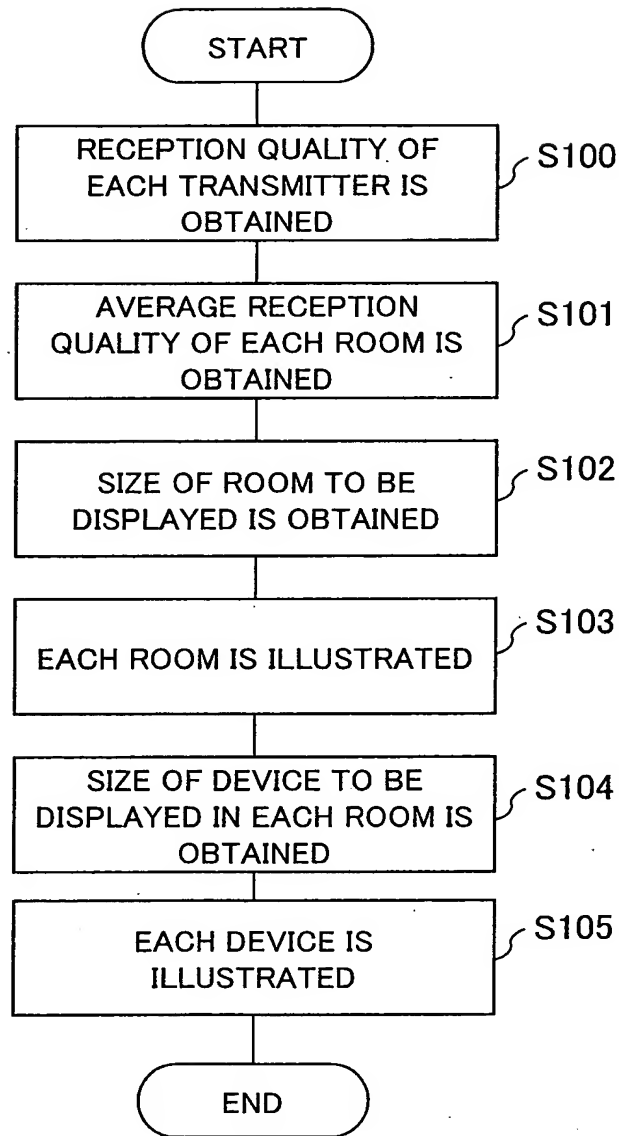 START
RECEPTION QUALITY OF
EACH TRANSMITTER IS
OBTAINED
S100
AVERAGE RECEPTION
QUALITY OF EACH ROOM IS
OBTAINED
S101
SIZE OF ROOM TO BE
DISPLAYED IS OBTAINED
S102
EACH ROOM IS ILLUSTRATED
S103
SIZE OF DEVICE TO BE
DISPLAYED IN EACH ROOM IS
OBTAINED
S104
EACH DEVICE IS
ILLUSTRATED
S105
END